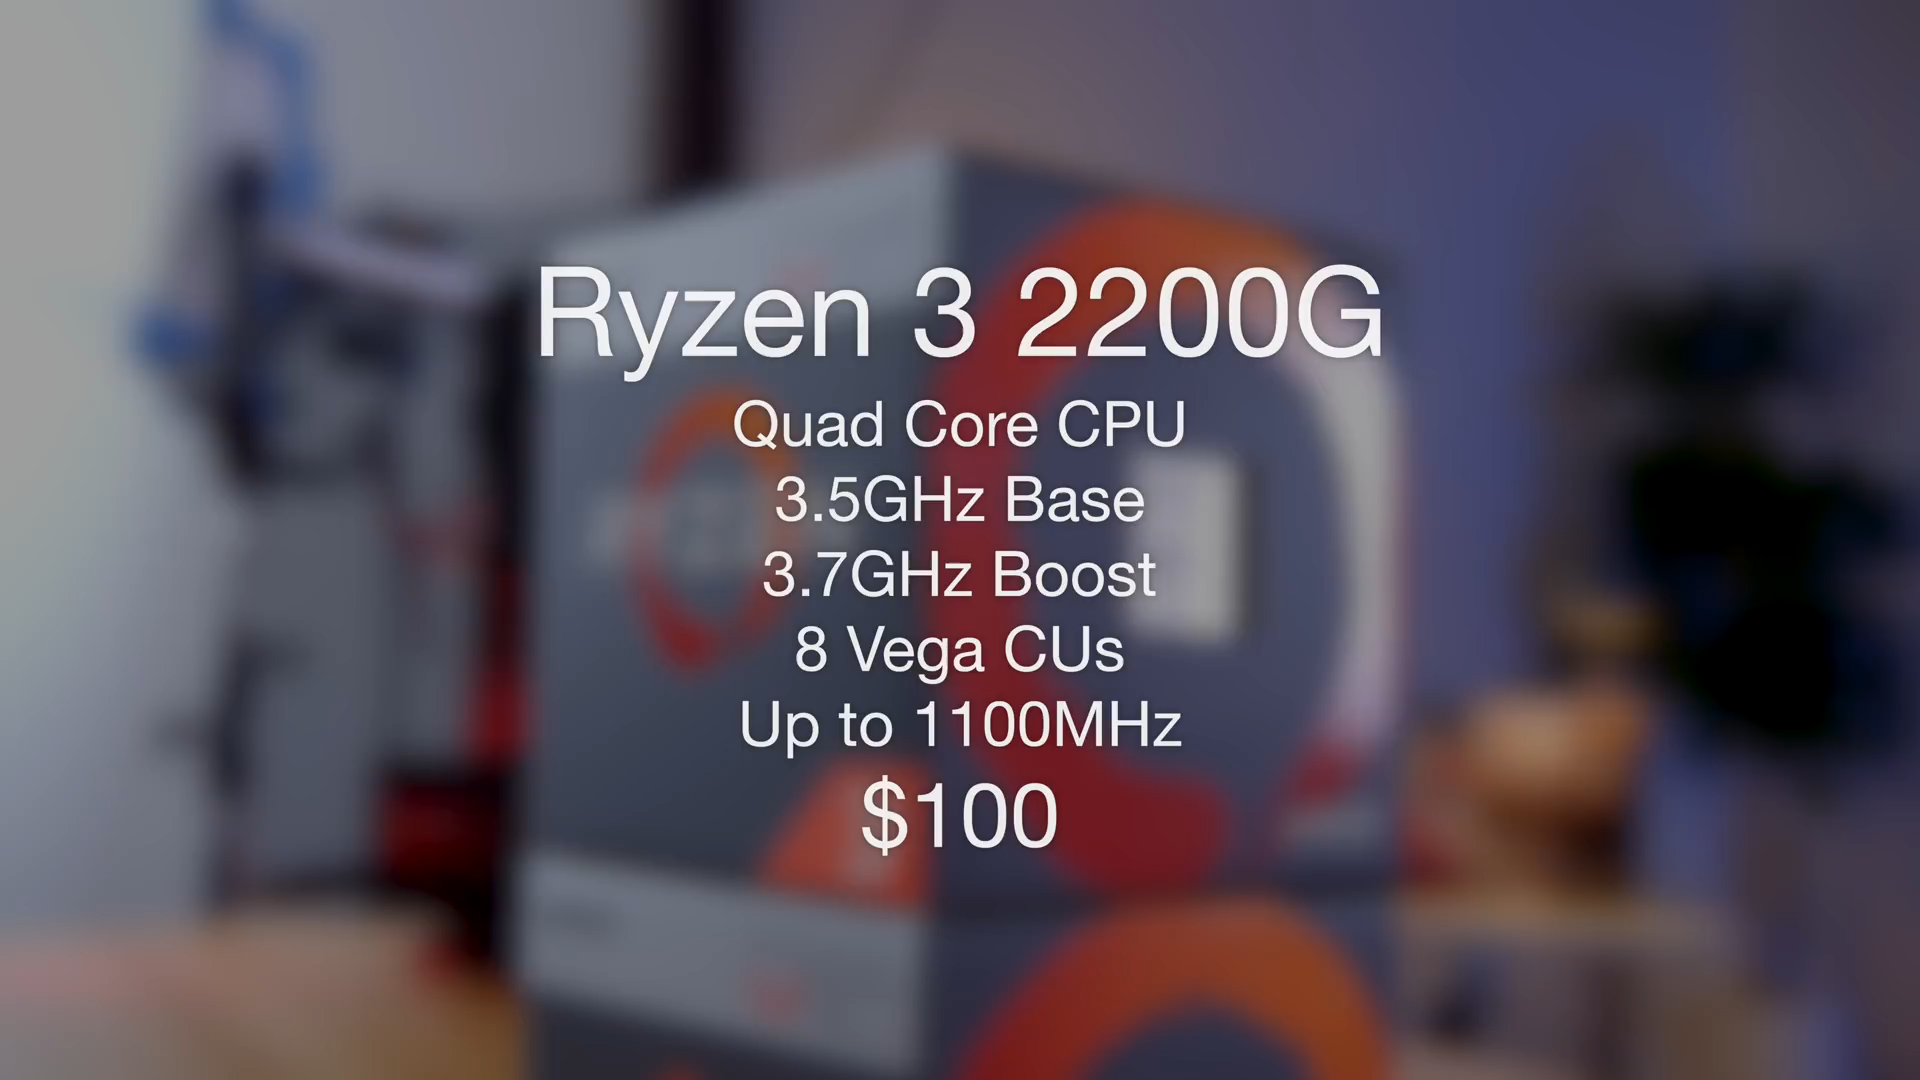 Ryzen 3 2200G
Quad Core CPU
3.5GHz Base
3.7GHz Boost
8 Vega CUs
Up to 1100MHz
$100